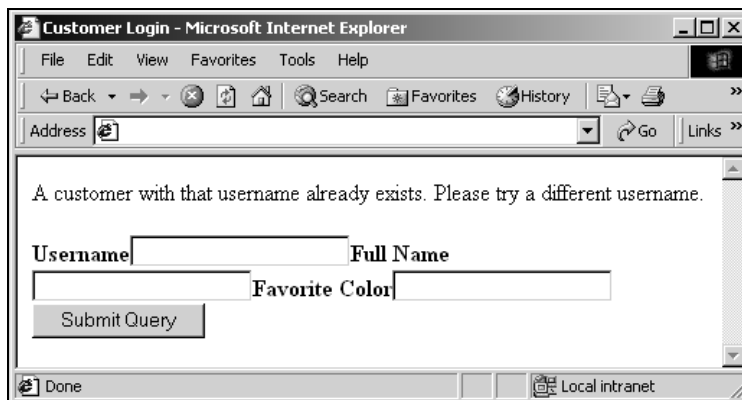 Customer Login - Microsoft Internet Explorer
File Edit View Favorites Tools Help
Back Search Favorites History »
Address Go Links »
A customer with that username already exists. Please try a different username.
Username Full Name
Favorite Color
Submit Query
Done Local intranet